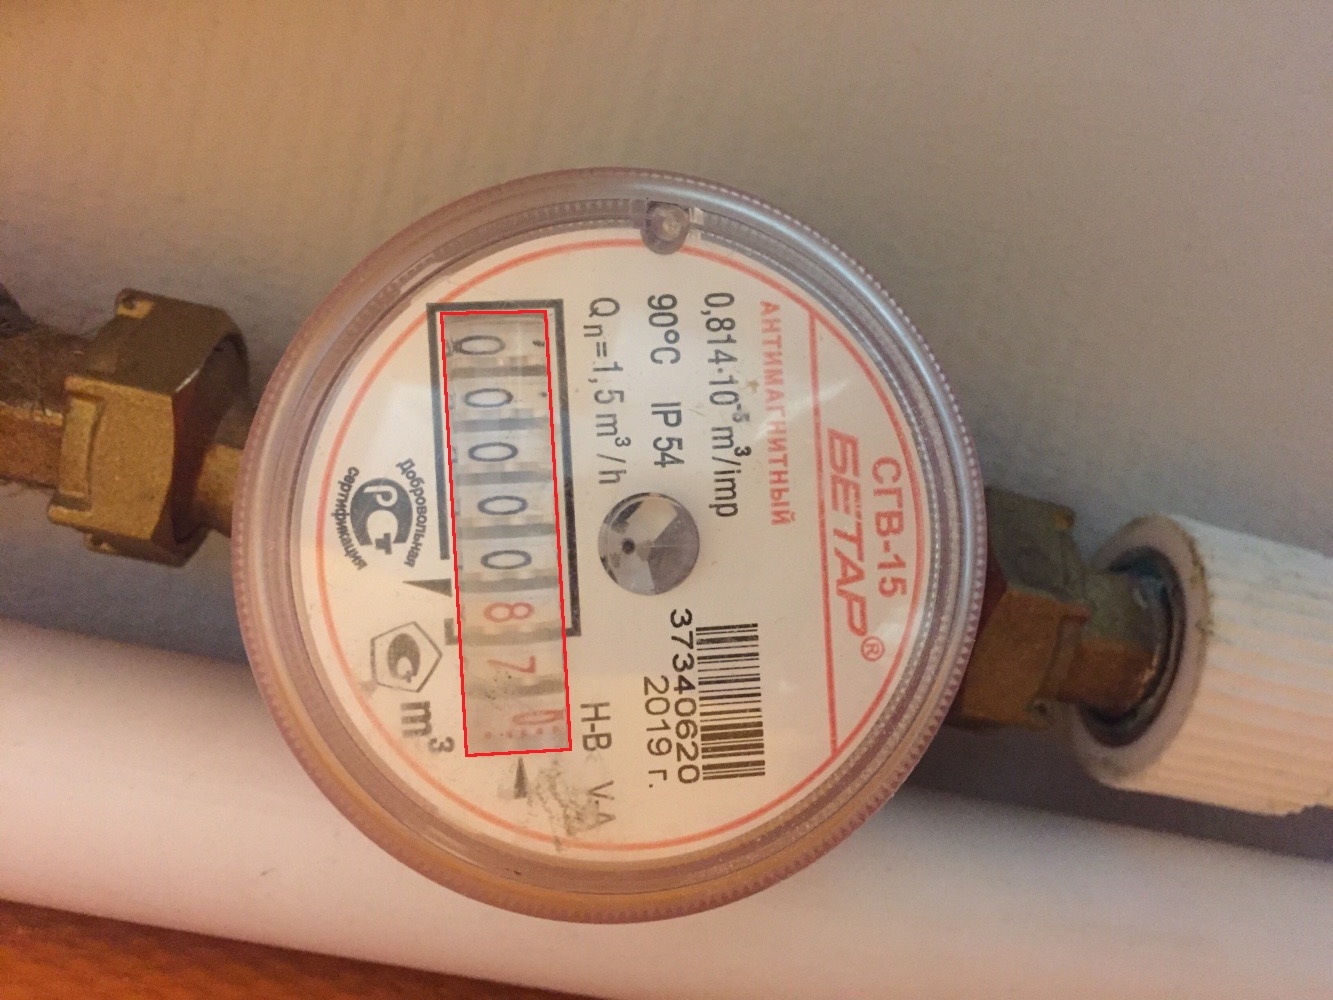 СГВ-15
БЕТАР®
АНТИМАГНИТНЫЙ
0,814·10⁻⁵ m³/imp
90°C IP 54
Qn=1,5 m³/h
37340620
2019 г.
H-B V-A
00000870
m³
РСТ
Добровольная
сертификация